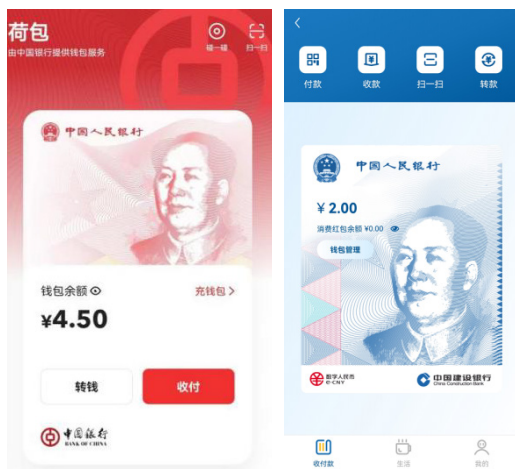 荷包
由中国银行提供钱包服务
碰一碰
扫一扫
中国人民银行
钱包余额
充钱包 >
¥4.50
转钱
收付
中国银行
BANK OF CHINA
付款
收款
扫一扫
转款
中国人民银行
¥ 2.00
消费红包余额 ¥0.00
钱包管理
数字人民币
e-CNY
中国建设银行
China Construction Bank
收付款
生活
我的